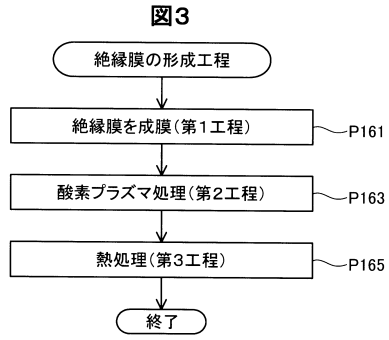 図3
絶縁膜の形成工程
絶縁膜を成膜(第1工程)
P161
酸素プラズマ処理(第2工程)
P163
熱処理(第3工程)
P165
終了